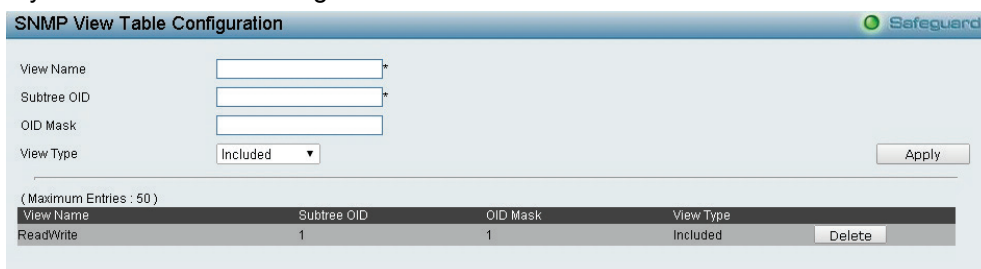 SNMP View Table Configuration Safeguard
View Name *
Subtree OID *
OID Mask
View Type Included
Apply
( Maximum Entries : 50 )
View Name Subtree OID OID Mask View Type
ReadWrite 1 1 Included Delete